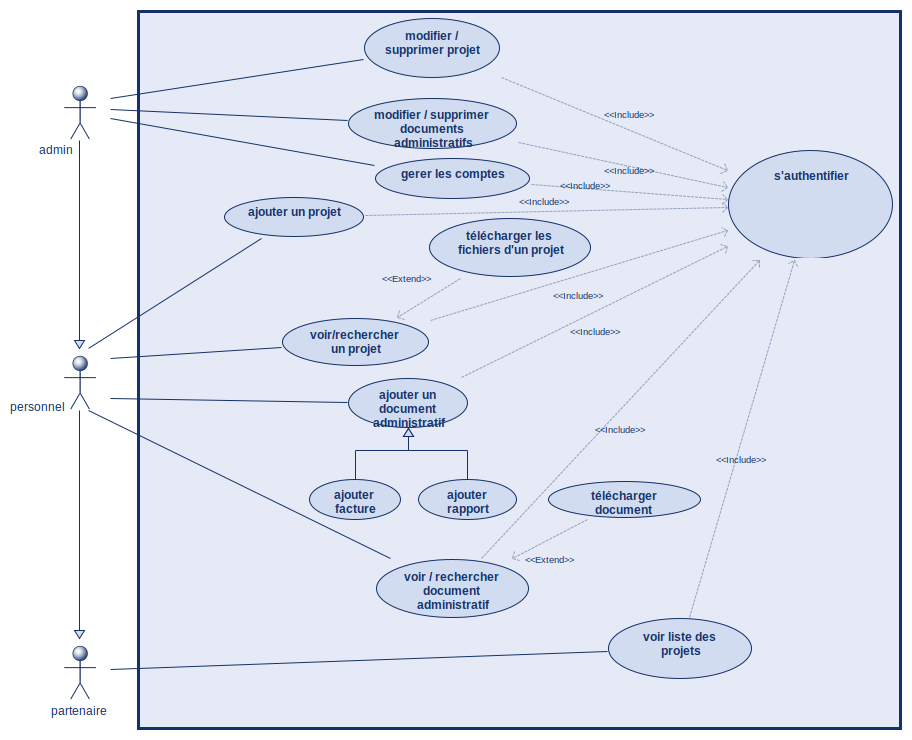 modifier /
supprimer projet
<<Include>>
modifier / supprimer
documents
administratifs
admin
<<Include>>
gerer les comptes
<<Include>>
s'authentifier
ajouter un projet
<<Include>>
télécharger les
fichiers d'un projet
<<Extend>>
<<Include>>
voir/rechercher
un projet
<<Include>>
personnel
ajouter un
document
administratif
<<Include>>
<<Include>>
ajouter
facture
ajouter
rapport
télécharger
document
<<Extend>>
voir / rechercher
document
administratif
voir liste des
projets
partenaire